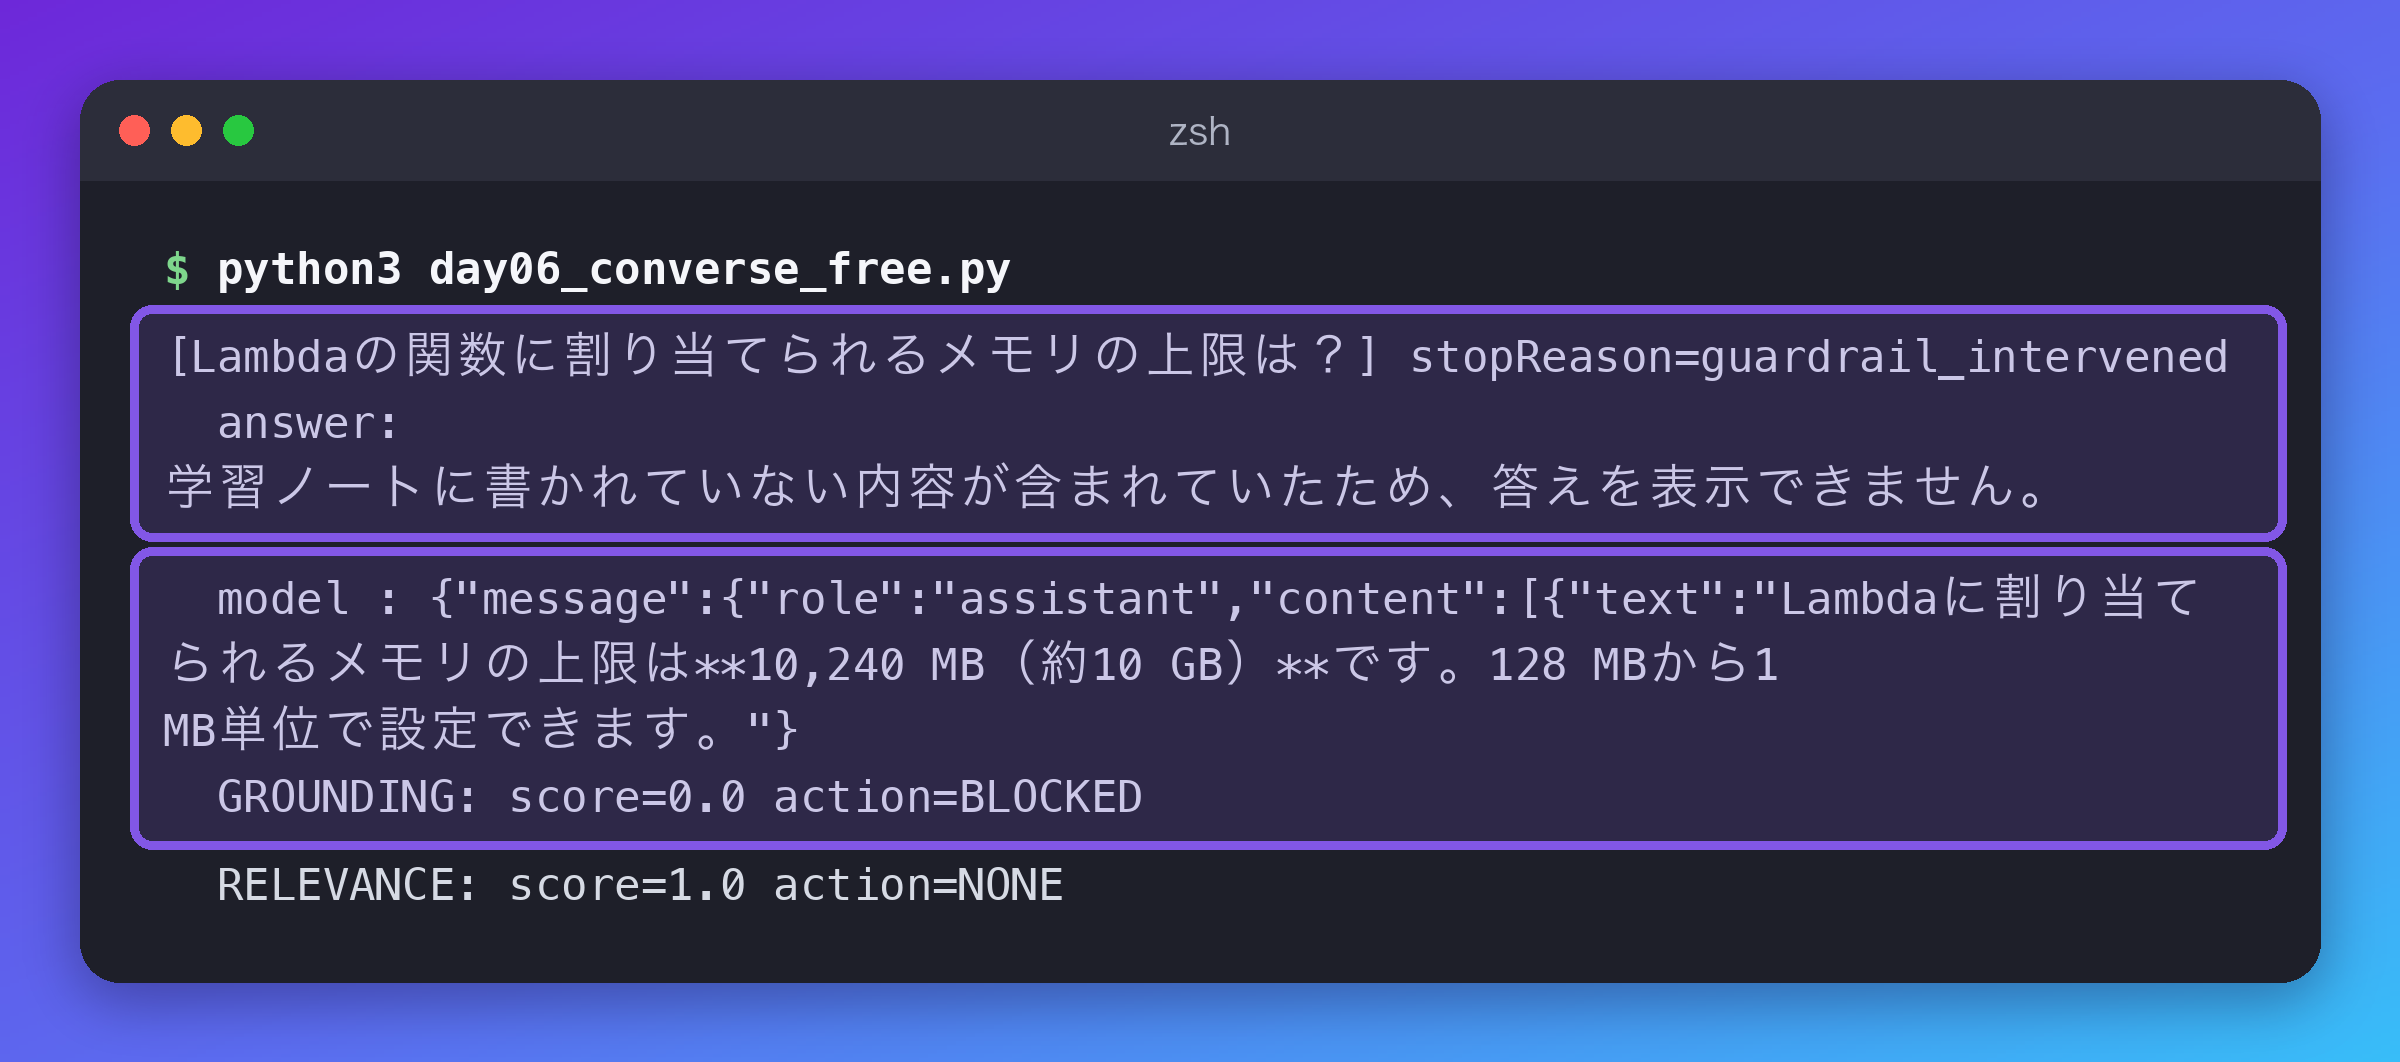 zsh
$ python3 day06_converse_free.py
[Lambdaの関数に割り当てられるメモリの上限は？] stopReason=guardrail_intervened
answer:
学習ノートに書かれていない内容が含まれていたため、答えを表示できません。
model : {"message":{"role":"assistant","content":[{"text":"Lambdaに割り当て
られるメモリの上限は**10,240 MB（約10 GB）**です。128 MBから1
MB単位で設定できます。"}
GROUNDING: score=0.0 action=BLOCKED
RELEVANCE: score=1.0 action=NONE